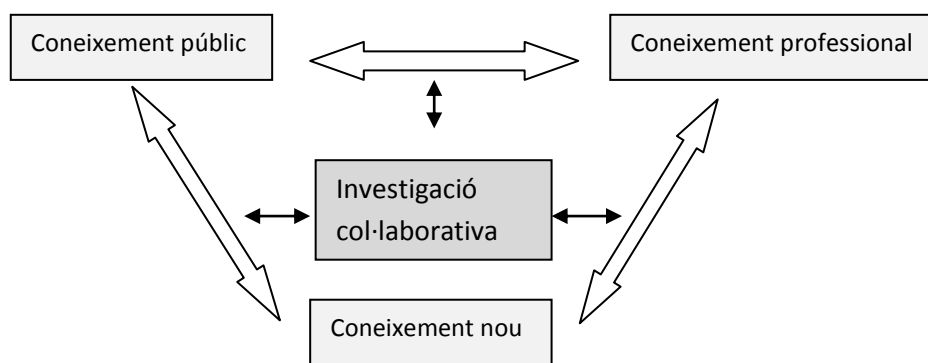 Coneixement públic
Coneixement professional
Investigació
col·laborativa
Coneixement nou